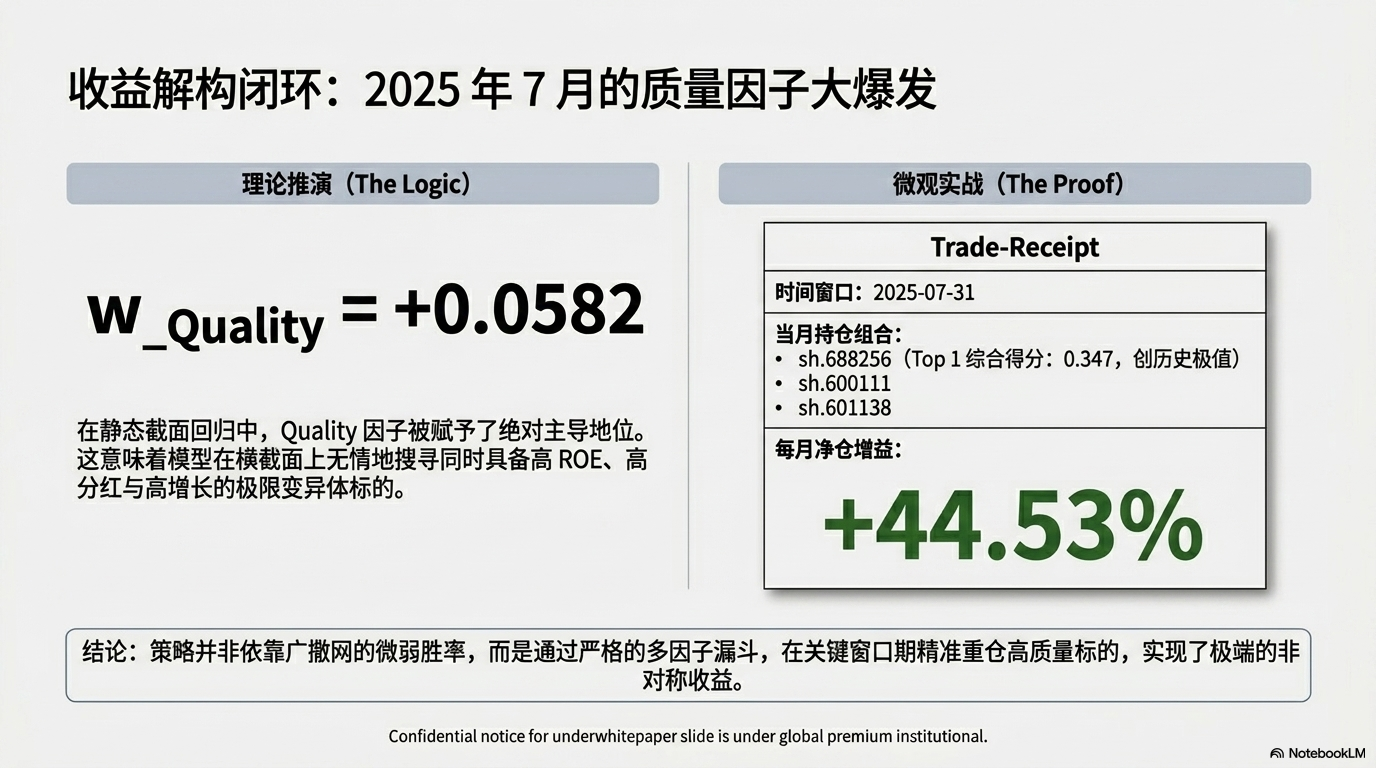 收益解构闭环：2025 年 7 月的质量因子大爆发
理论推演（The Logic）
w_Quality = +0.0582
在静态截面回归中，Quality 因子被赋予了绝对主导地位。
这意味着模型在横截面上无情地搜寻同时具备高 ROE、高
分红与高增长的极限变异体标的。
微观实战（The Proof）
Trade-Receipt
时间窗口：2025-07-31
当月持仓组合：
• sh.688256（Top 1 综合得分：0.347，创历史极值）
• sh.600111
• sh.601138
每月净仓增益：
+44.53%
结论：策略并非依靠广撒网的微弱胜率，而是通过严格的多因子漏斗，在关键窗口期精准重仓高质量标的，实现了极端的非
对称收益。
Confidential notice for underwhitepaper slide is under global premium institutional.
NotebookLM